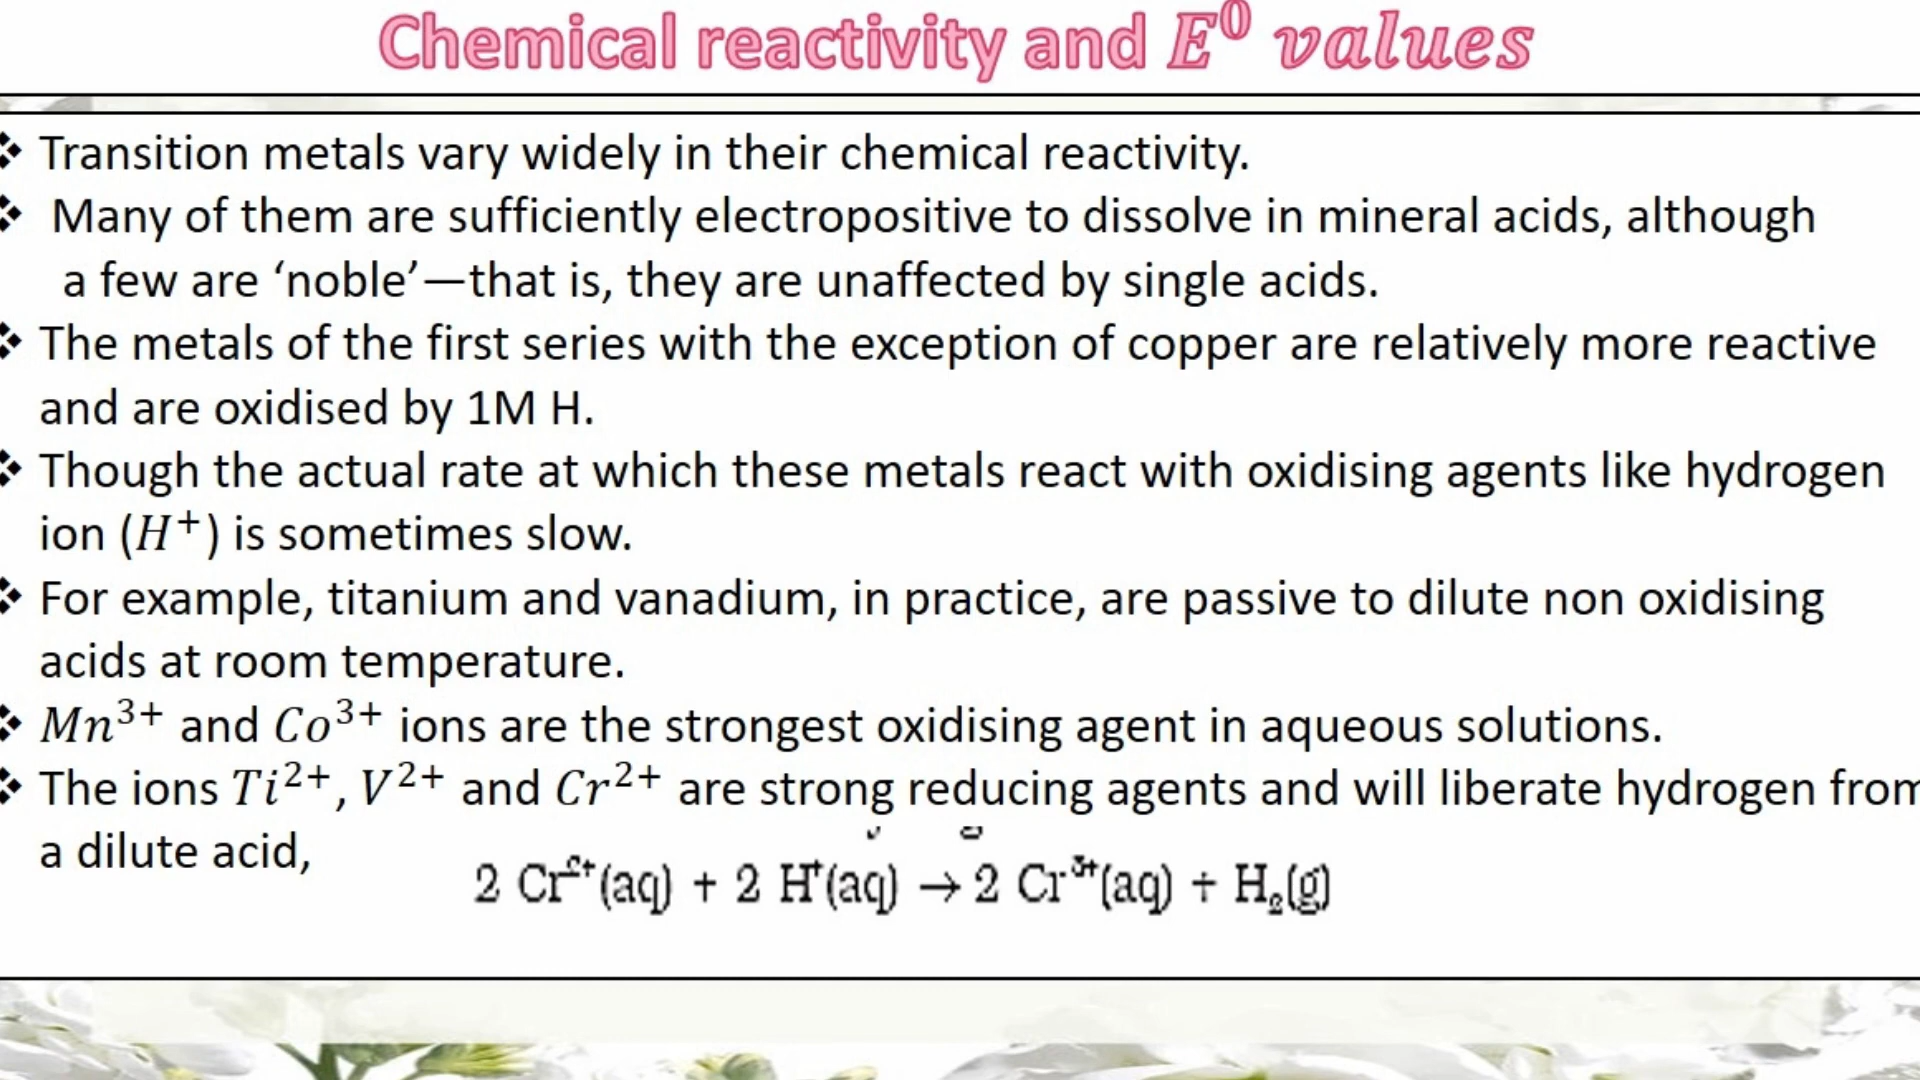 Chemical reactivity and E⁰ values
❖ Transition metals vary widely in their chemical reactivity.
❖ Many of them are sufficiently electropositive to dissolve in mineral acids, although
a few are ‘noble’—that is, they are unaffected by single acids.
❖ The metals of the first series with the exception of copper are relatively more reactive
and are oxidised by 1M H.
❖ Though the actual rate at which these metals react with oxidising agents like hydrogen
ion (H⁺) is sometimes slow.
❖ For example, titanium and vanadium, in practice, are passive to dilute non oxidising
acids at room temperature.
❖ Mn³⁺ and Co³⁺ ions are the strongest oxidising agent in aqueous solutions.
❖ The ions Ti²⁺, V²⁺ and Cr²⁺ are strong reducing agents and will liberate hydrogen from
a dilute acid,
2 Cr²⁺(aq) + 2 H⁺(aq) → 2 Cr³⁺(aq) + H₂(g)